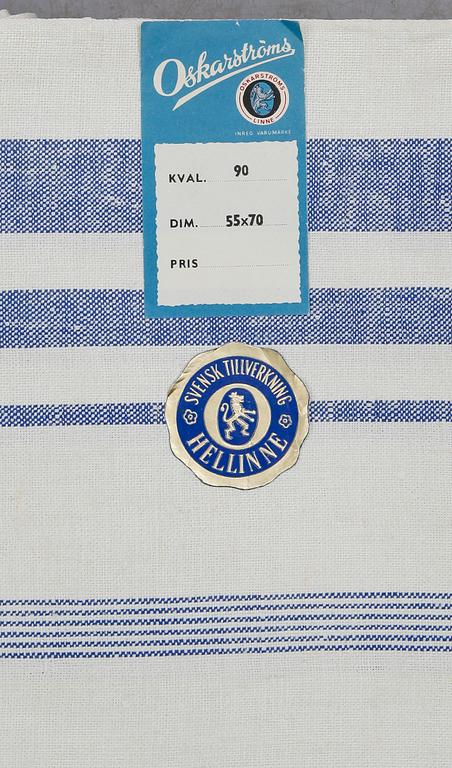 Oskarströms
OSKARSTRÖMS
LINNE
INREG. VARUMÄRKE
KVAL. 90
DIM. 55x70
PRIS
SVENSK TILLVERKNING
HELLINNE